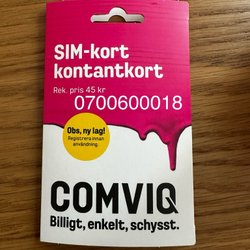 SIM-kort
kontantkort
Rek. pris 45 kr
0700600018
Obs, ny lag!
Registrera innan
användning
COMVIQ
Billigt, enkelt, schysst.